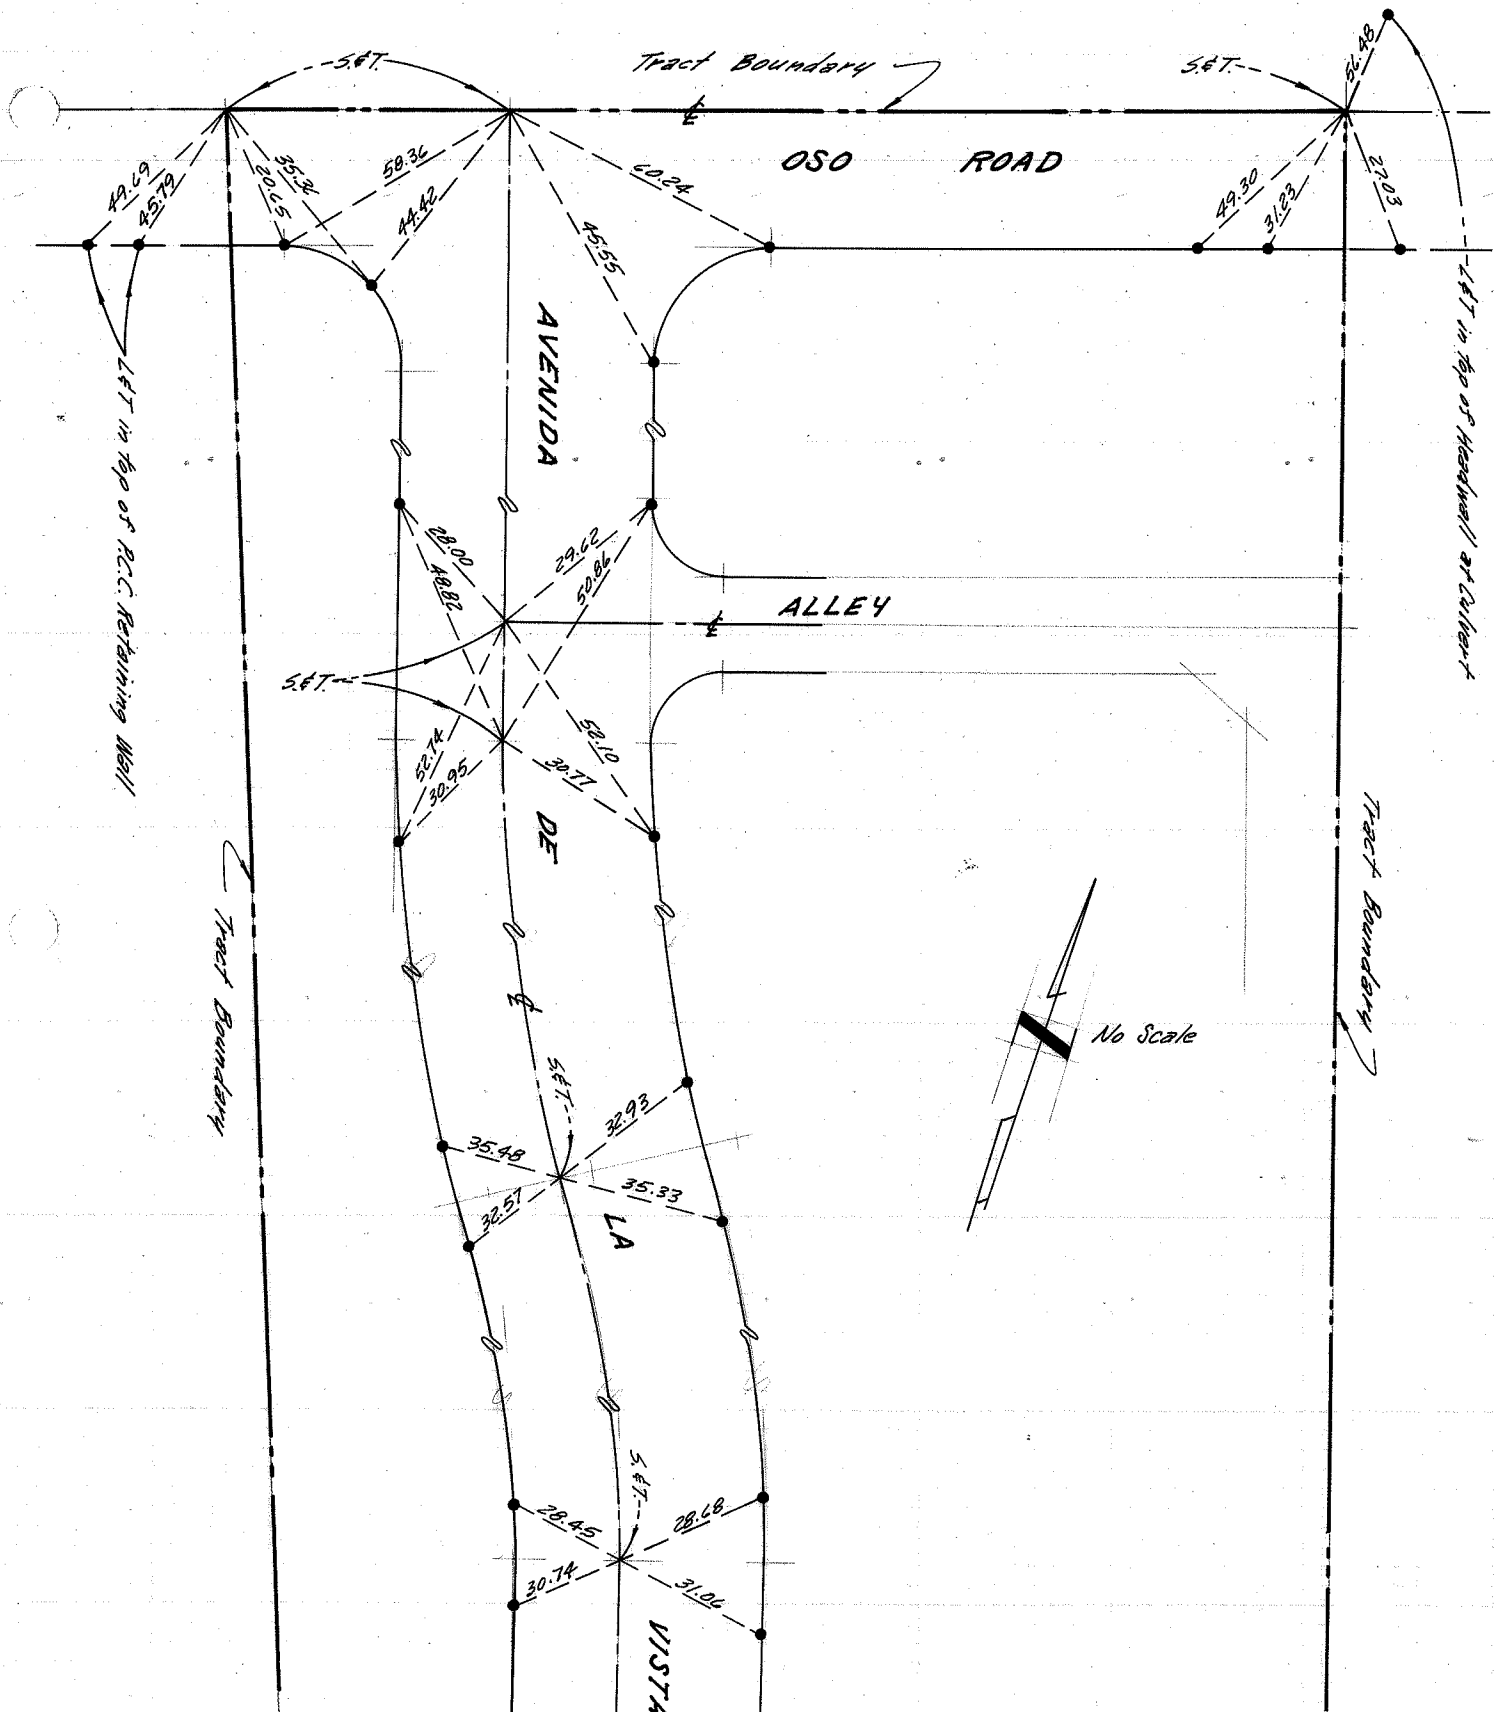 S.&T.
Tract Boundary
S.&T.
56.48
℄
OSO ROAD
49.69
45.79
20.65
35.36
58.36
44.42
45.55
60.24
49.30
31.23
27.03
AVENIDA
L&T in top of P.C.C. Retaining Wall
L&T in top of Headwall at Culvert
28.00
48.82
29.62
50.86
ALLEY
℄
S.&T.
52.74
30.95
52.10
30.77
DE
Tract Boundary
Tract Boundary
℄
No Scale
S.&T.
35.48
32.93
32.57
35.33
LA
S.&T.
28.45
28.68
30.74
31.06
VISTA